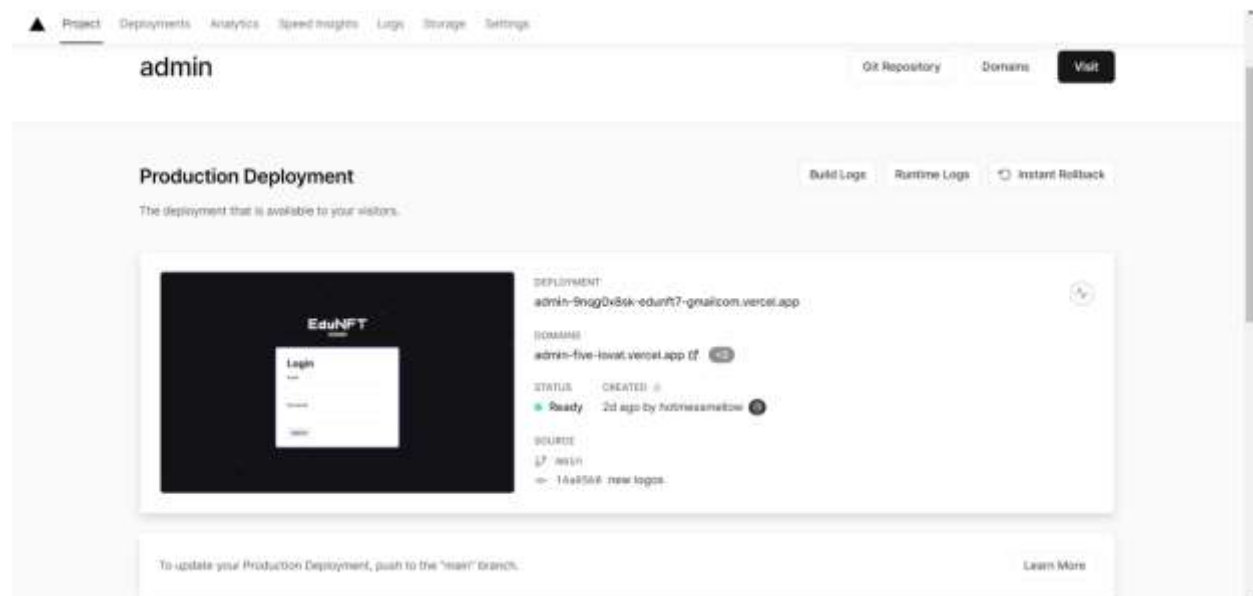 Project Deployments Analytics Speed Insights Logs Storage Settings
admin
Git Repository Domains Visit
Production Deployment
Build Logs Runtime Logs Instant Rollback
The deployment that is available to your visitors.
EduNFT
Login
DEPLOYMENT
DOMAINS
admin-five-lovat.vercel.app
STATUS CREATED
Ready 2d ago by hotmessmellow
SOURCE
main
new logos
To update your Production Deployment, push to the "main" branch.
Learn More